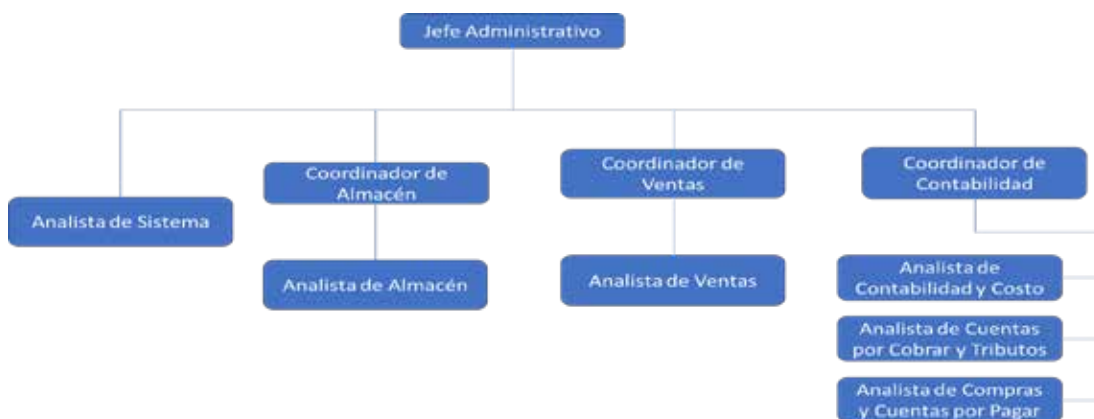 Jefe Administrativo
Coordinador de
Almacén
Coordinador de
Ventas
Coordinador de
Contabilidad
Analista de Sistema
Analista de Almacén
Analista de Ventas
Analista de
Contabilidad y Costo
Analista de Cuentas
por Cobrar y Tributos
Analista de Compras
y Cuentas por Pagar